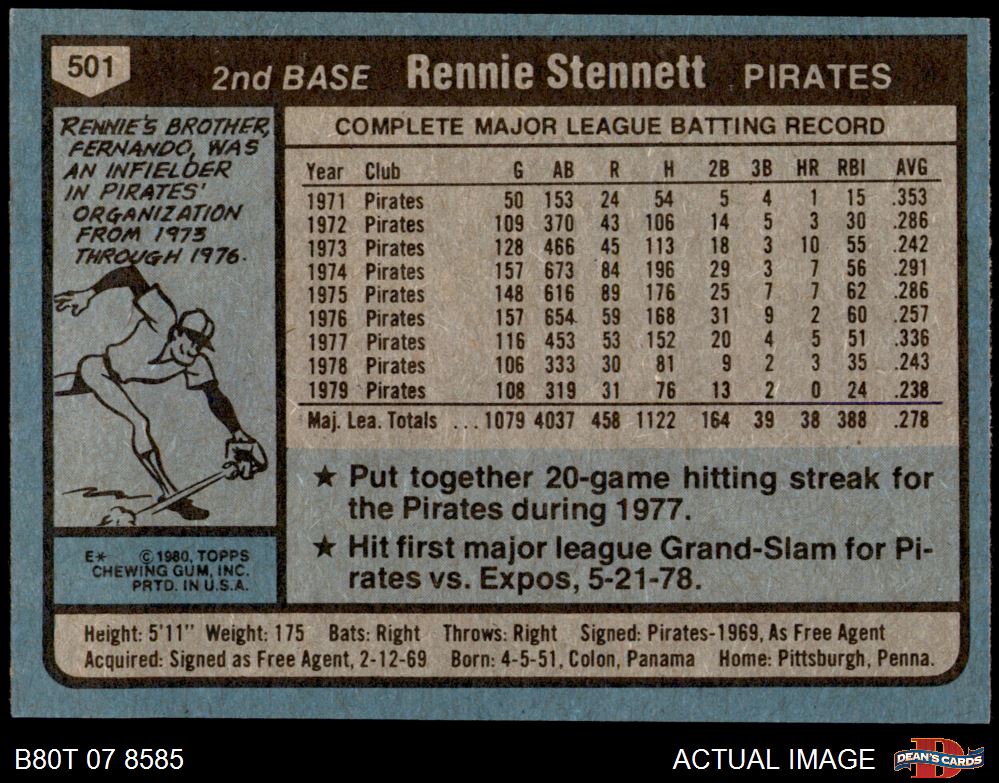 501
2nd BASE Rennie Stennett PIRATES
RENNIE'S BROTHER,
FERNANDO, WAS
AN INFIELDER
IN PIRATES'
ORGANIZATION
FROM 1973
THROUGH 1976.
COMPLETE MAJOR LEAGUE BATTING RECORD
Year Club G AB R H 2B 3B HR RBI AVG
1971 Pirates 50 153 24 54 5 4 1 15 .353
1972 Pirates 109 370 43 106 14 5 3 30 .286
1973 Pirates 128 466 45 113 18 3 10 55 .242
1974 Pirates 157 673 84 196 29 3 7 56 .291
1975 Pirates 148 616 89 176 25 7 7 62 .286
1976 Pirates 157 654 59 168 31 9 2 60 .257
1977 Pirates 116 453 53 152 20 4 5 51 .336
1978 Pirates 106 333 30 81 9 2 3 35 .243
1979 Pirates 108 319 31 76 13 2 0 24 .238
Maj. Lea. Totals ... 1079 4037 458 1122 164 39 38 388 .278
★ Put together 20-game hitting streak for
the Pirates during 1977.
★ Hit first major league Grand-Slam for Pi-
rates vs. Expos, 5-21-78.
E* © 1980, TOPPS
CHEWING GUM, INC.
PRTD. IN U.S.A.
Height: 5'11" Weight: 175 Bats: Right Throws: Right Signed: Pirates-1969, As Free Agent
Acquired: Signed as Free Agent, 2-12-69 Born: 4-5-51, Colon, Panama Home: Pittsburgh, Penna.
B80T 07 8585
ACTUAL IMAGE
DEAN'S CARDS